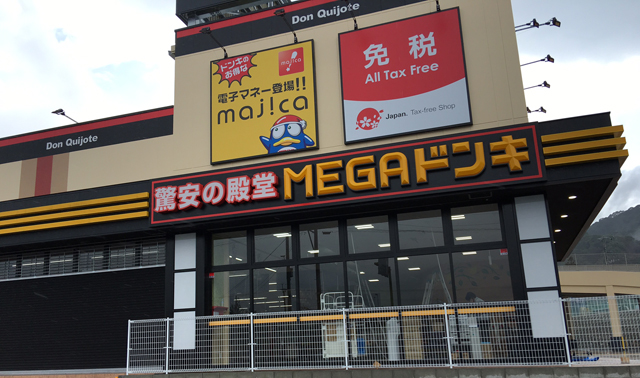 Don Quijote
Don Quijote
ドンキの
お得な
majica
電子マネー登場!!
majica
免税
All Tax Free
Japan. Tax-free Shop
驚安の殿堂 MEGAドンキ